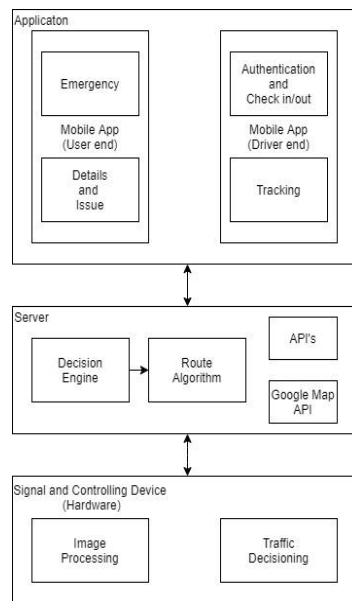 Applicaton
Emergency
Mobile App
(User end)
Details
and
Issue
Authentication
and
Check in/out
Mobile App
(Driver end)
Tracking
Server
Decision
Engine
Route
Algorithm
API's
Google Map
API
Signal and Controlling Device
(Hardware)
Image
Processing
Traffic
Decisioning